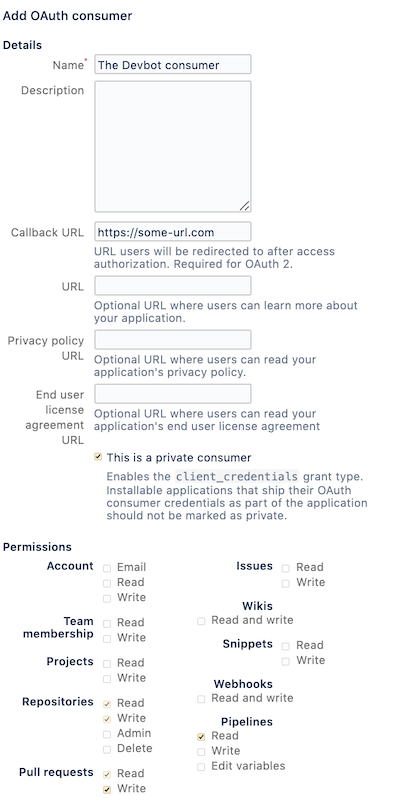 Add OAuth consumer
Details
Name*
The Devbot consumer
Description
Callback URL
https://some-url.com
URL users will be redirected to after access
authorization. Required for OAuth 2.
URL
Optional URL where users can learn more about
your application.
Privacy policy
URL
Optional URL where users can read your
application's privacy policy.
End user
license
agreement
URL
Optional URL where users can read your
application's end user license agreement
This is a private consumer
Enables the client_credentials grant type.
Installable applications that ship their OAuth
consumer credentials as part of the application
should not be marked as private.
Permissions
Account
Email
Read
Write
Team
membership
Read
Write
Projects
Read
Write
Repositories
Read
Write
Admin
Delete
Pull requests
Read
Write
Issues
Read
Write
Wikis
Read and write
Snippets
Read
Write
Webhooks
Read and write
Pipelines
Read
Write
Edit variables